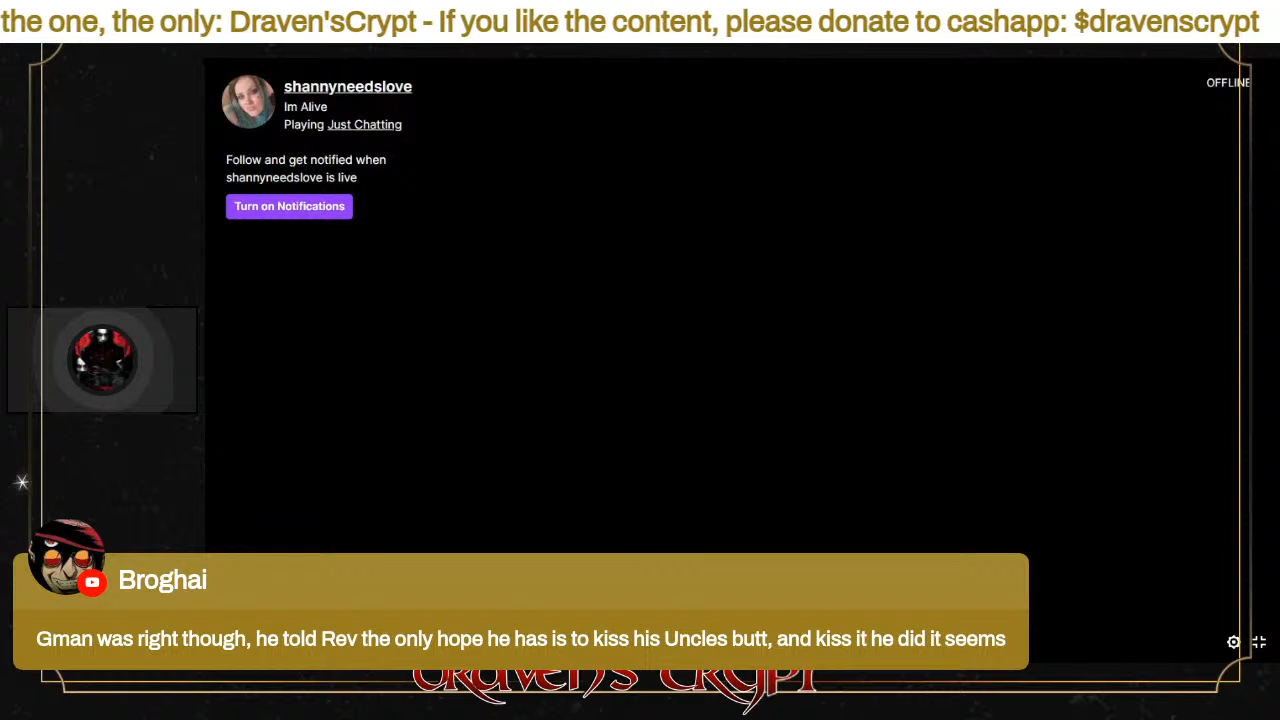 the one, the only: Draven'sCrypt - If you like the content, please donate to cashapp: $dravenscrypt
shannyneedslove
OFFLINE
Im Alive
Playing Just Chatting
Follow and get notified when
shannyneedslove is live
Turn on Notifications
Broghai
Gman was right though, he told Rev the only hope he has is to kiss his Uncles butt, and kiss it he did it seems
Draven's Crypt